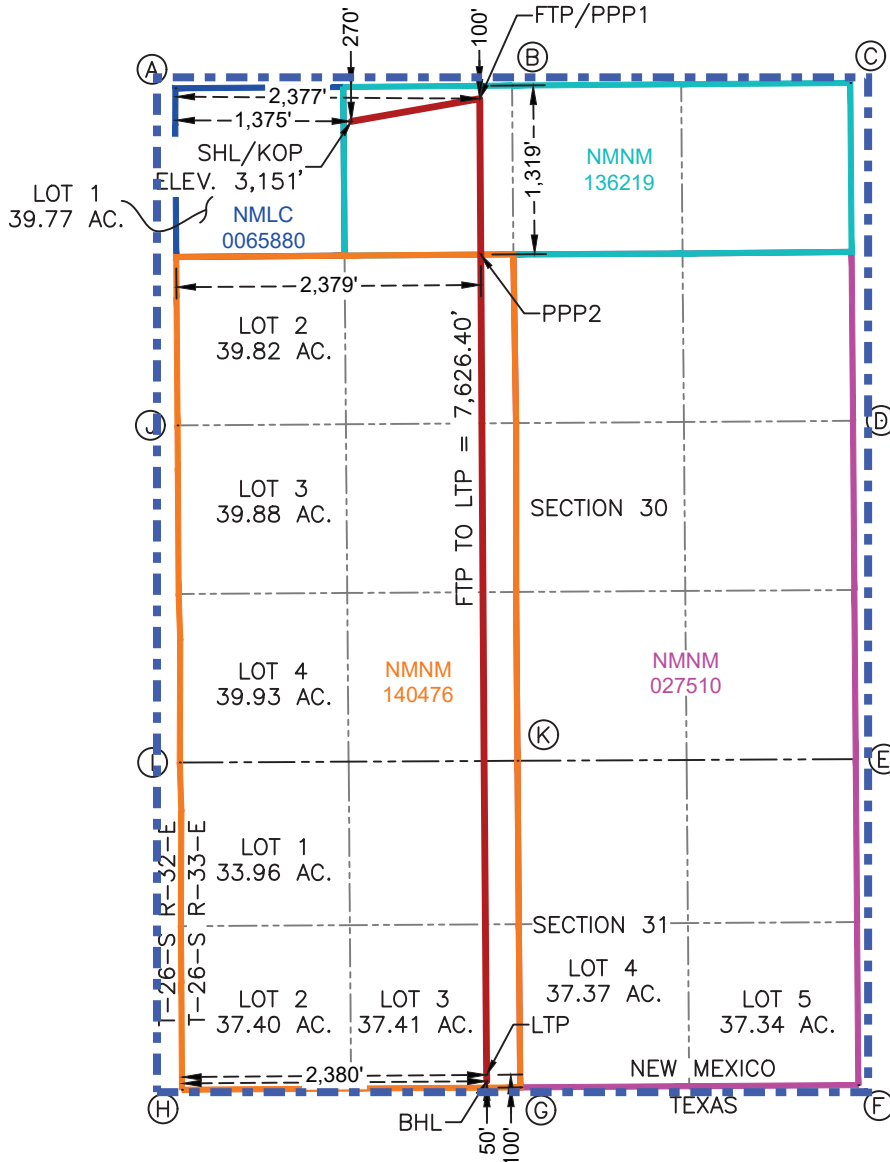 270'
100'
FTP/PPP1
A
B
C
2,377'
1,375'
SHL/KOP
ELEV. 3,151'
1,319'
NMNM
136219
LOT 1
39.77 AC.
NMLC
0065880
2,379'
PPP2
LOT 2
39.82 AC.
FTP TO LTP = 7,626.40'
J
D
LOT 3
39.88 AC.
SECTION 30
LOT 4
39.93 AC.
NMNM
140476
NMNM
027510
K
I
E
T-26-S R-32-E
T-26-S R-33-E
LOT 1
33.96 AC.
SECTION 31
LOT 2
37.40 AC.
LOT 3
37.41 AC.
LOT 4
37.37 AC.
LOT 5
37.34 AC.
LTP
2,380'
NEW MEXICO
TEXAS
H
BHL
50'
100'
G
F